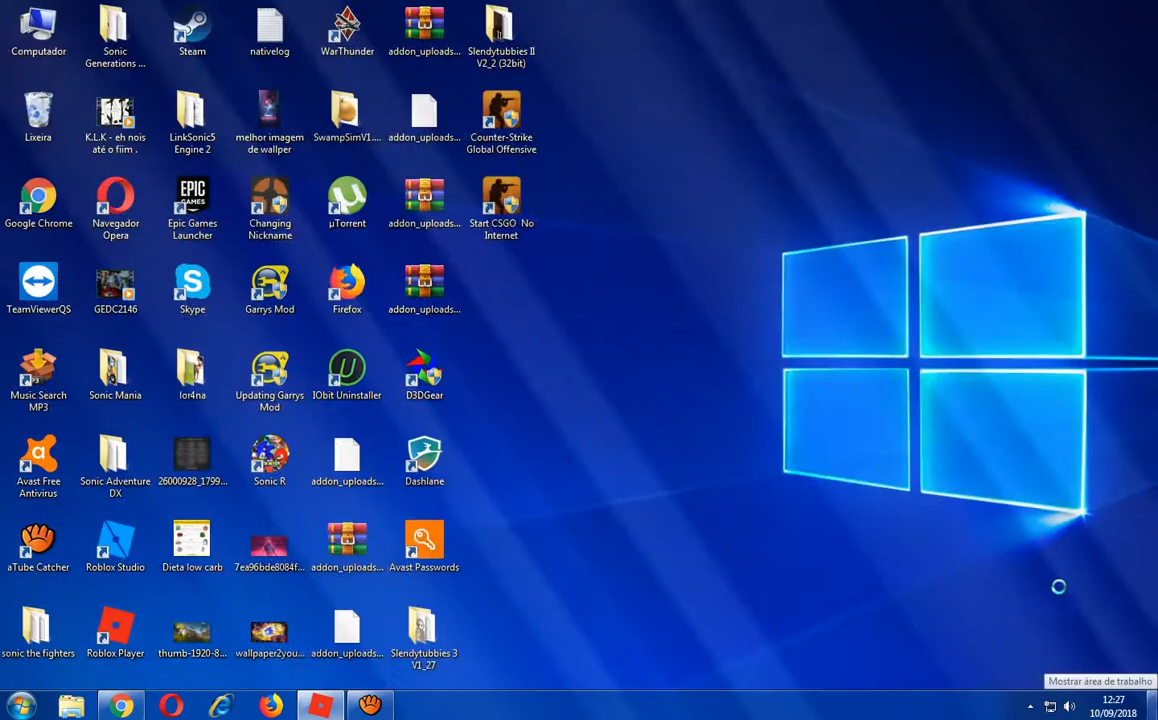 Computador
Sonic
Generations ...
Steam
nativelog
WarThunder
addon_uploads...
Slendytubbies II
V2_2 (32bit)
Lixeira
K.L.K - eh nois
até o fiim .
LinkSonic5
Engine 2
melhor imagem
de wallper
SwampSimV1....
addon_uploads...
Counter-Strike
Global Offensive
Google Chrome
Navegador
Opera
EPIC
GAMES
Epic Games
Launcher
Changing
Nickname
µTorrent
addon_uploads...
Start CSGO No
Internet
TeamViewerQS
GEDC2146
Skype
Garrys Mod
Firefox
addon_uploads...
Music Search
MP3
Sonic Mania
lor4na
Updating Garrys
Mod
IObit Uninstaller
D3DGear
Avast Free
Antivirus
Sonic Adventure
DX
26000928_1799...
Sonic R
addon_uploads...
Dashlane
aTube Catcher
Roblox Studio
Dieta low carb
7ea96bde8084f...
addon_uploads...
Avast Passwords
sonic the fighters
Roblox Player
thumb-1920-8...
wallpaper2you...
addon_uploads...
Slendytubbies 3
V1_27
Mostrar área de trabalho
12:27
10/09/2018